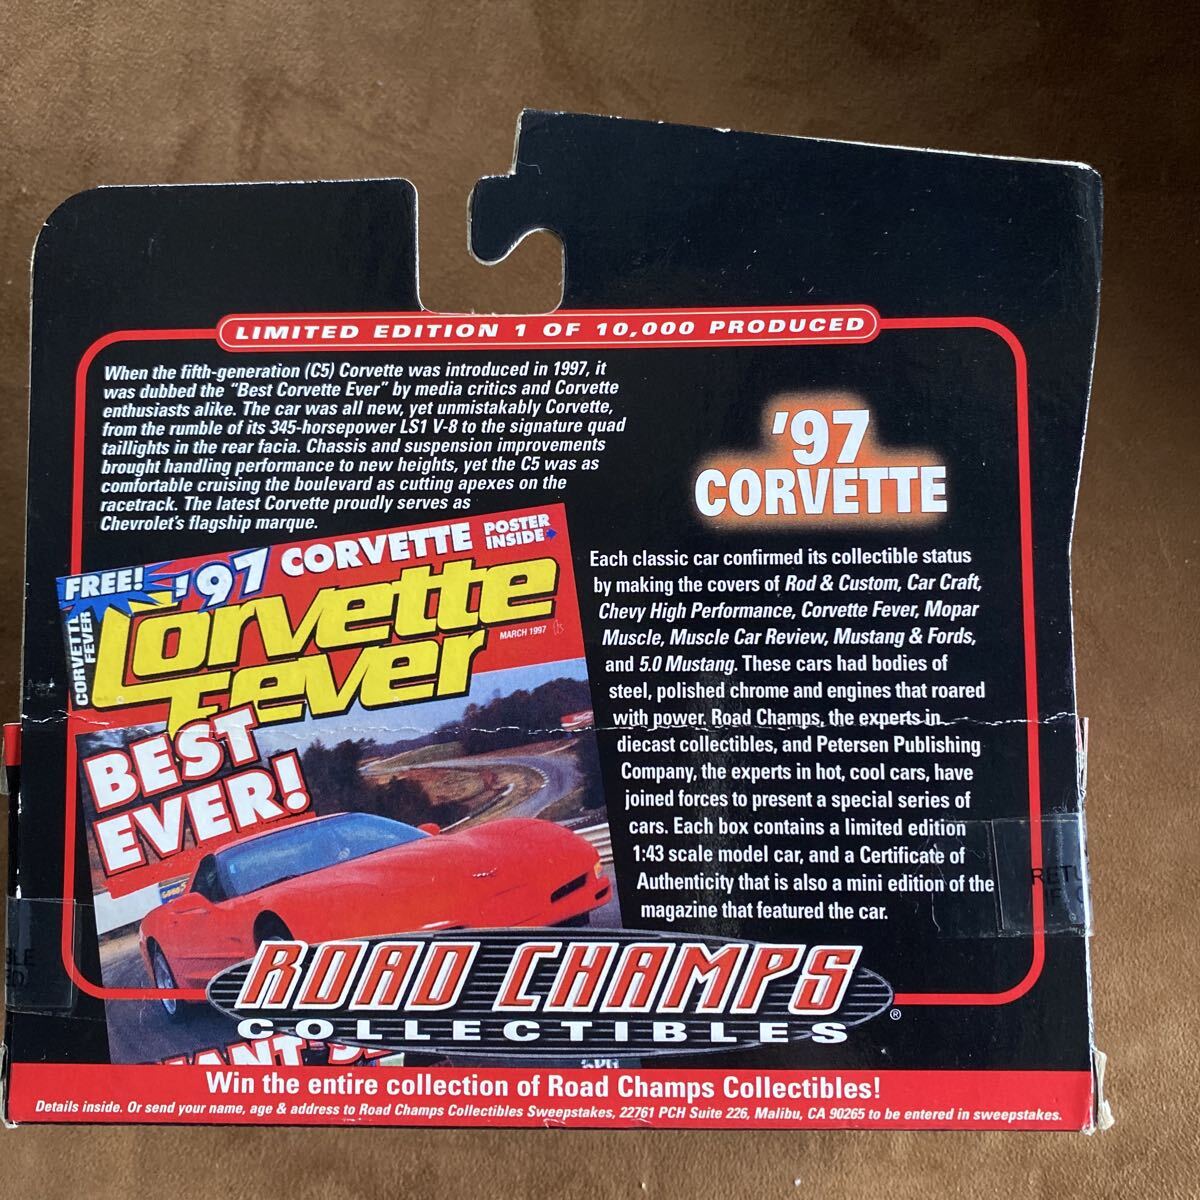 LIMITED EDITION 1 OF 10,000 PRODUCED
When the fifth-generation (C5) Corvette was introduced in 1997, it
was dubbed the "Best Corvette Ever" by media critics and Corvette
enthusiasts alike. The car was all new, yet unmistakably Corvette,
from the rumble of its 345-horsepower LS1 V-8 to the signature quad
taillights in the rear facia. Chassis and suspension improvements
brought handling performance to new heights, yet the C5 was as
comfortable cruising the boulevard as cutting apexes on the
racetrack. The latest Corvette proudly serves as
Chevrolet's flagship marque.
'97
CORVETTE
FREE! '97 CORVETTE POSTER
INSIDE
CORVETTE
FEVER
Corvette
Fever
MARCH 1997
BEST
EVER!
Each classic car confirmed its collectible status
by making the covers of Rod & Custom, Car Craft,
Chevy High Performance, Corvette Fever, Mopar
Muscle, Muscle Car Review, Mustang & Fords,
and 5.0 Mustang. These cars had bodies of
steel, polished chrome and engines that roared
with power. Road Champs, the experts in
diecast collectibles, and Petersen Publishing
Company, the experts in hot, cool cars, have
joined forces to present a special series of
cars. Each box contains a limited edition
1:43 scale model car, and a Certificate of
Authenticity that is also a mini edition of the
magazine that featured the car.
ROAD CHAMPS
COLLECTIBLES ®
Win the entire collection of Road Champs Collectibles!
Details inside. Or send your name, age & address to Road Champs Collectibles Sweepstakes, 22761 PCH Suite 226, Malibu, CA 90265 to be entered in sweepstakes.